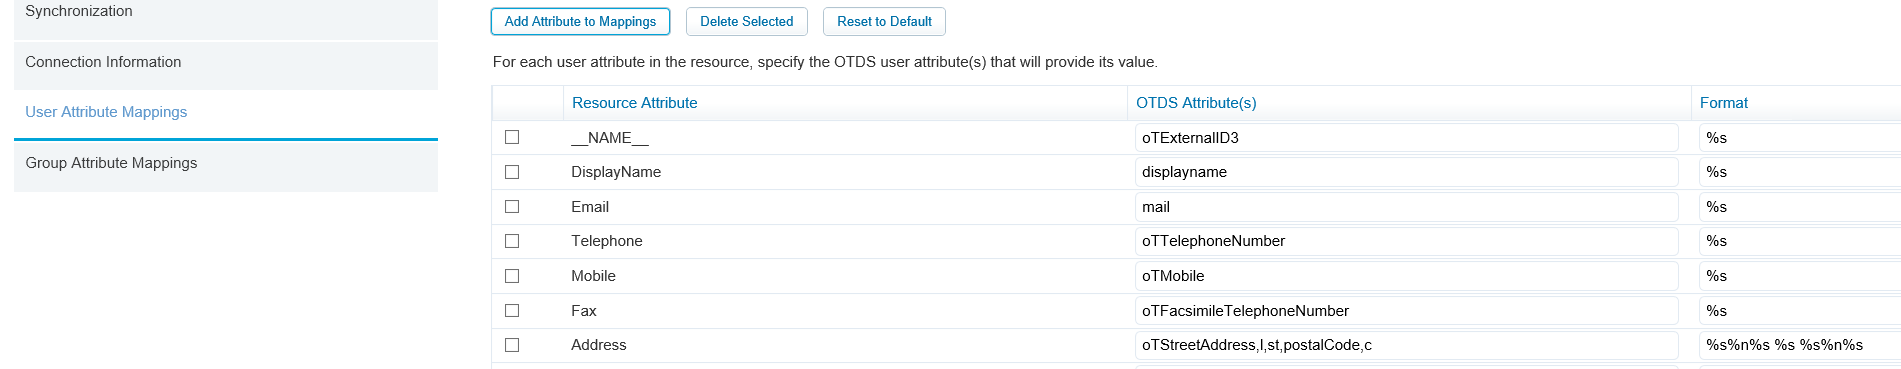 Synchronization
Connection Information
User Attribute Mappings
Group Attribute Mappings
Add Attribute to Mappings Delete Selected Reset to Default
For each user attribute in the resource, specify the OTDS user attribute(s) that will provide its value.
Resource Attribute OTDS Attribute(s) Format
__NAME__ oTExternalID3 %s
DisplayName displayname %s
Email mail %s
Telephone oTTelephoneNumber %s
Mobile oTMobile %s
Fax oTFacsimileTelephoneNumber %s
Address oTStreetAddress,l,st,postalCode,c %s%n%s %s %s%n%s